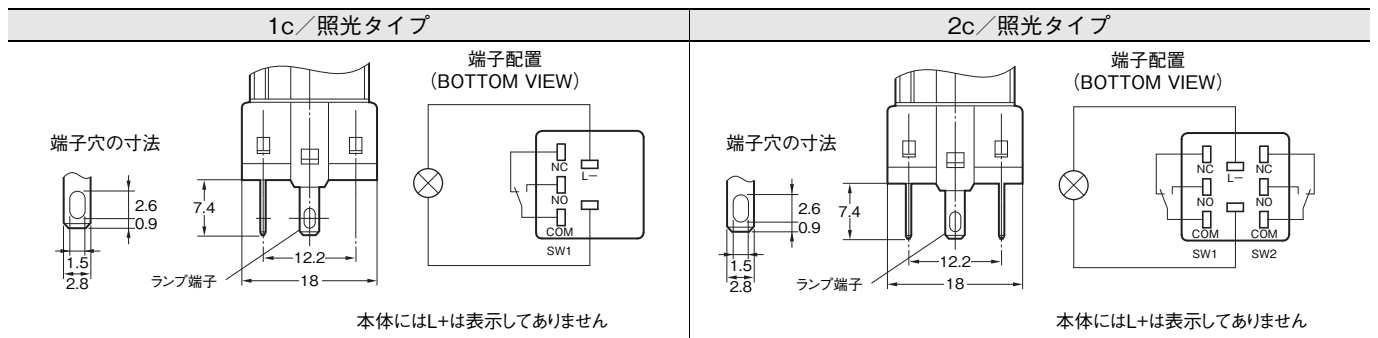 1c／照光タイプ
端子配置
（BOTTOM VIEW）
端子穴の寸法
2.6
0.9
1.5
2.8
7.4
12.2
18
ランプ端子
NC
L−
NO
COM
SW1
本体にはL+は表示してありません
2c／照光タイプ
端子配置
（BOTTOM VIEW）
端子穴の寸法
2.6
0.9
1.5
2.8
7.4
12.2
18
ランプ端子
NC
L−
NC
NO
NO
COM
COM
SW1
SW2
本体にはL+は表示してありません